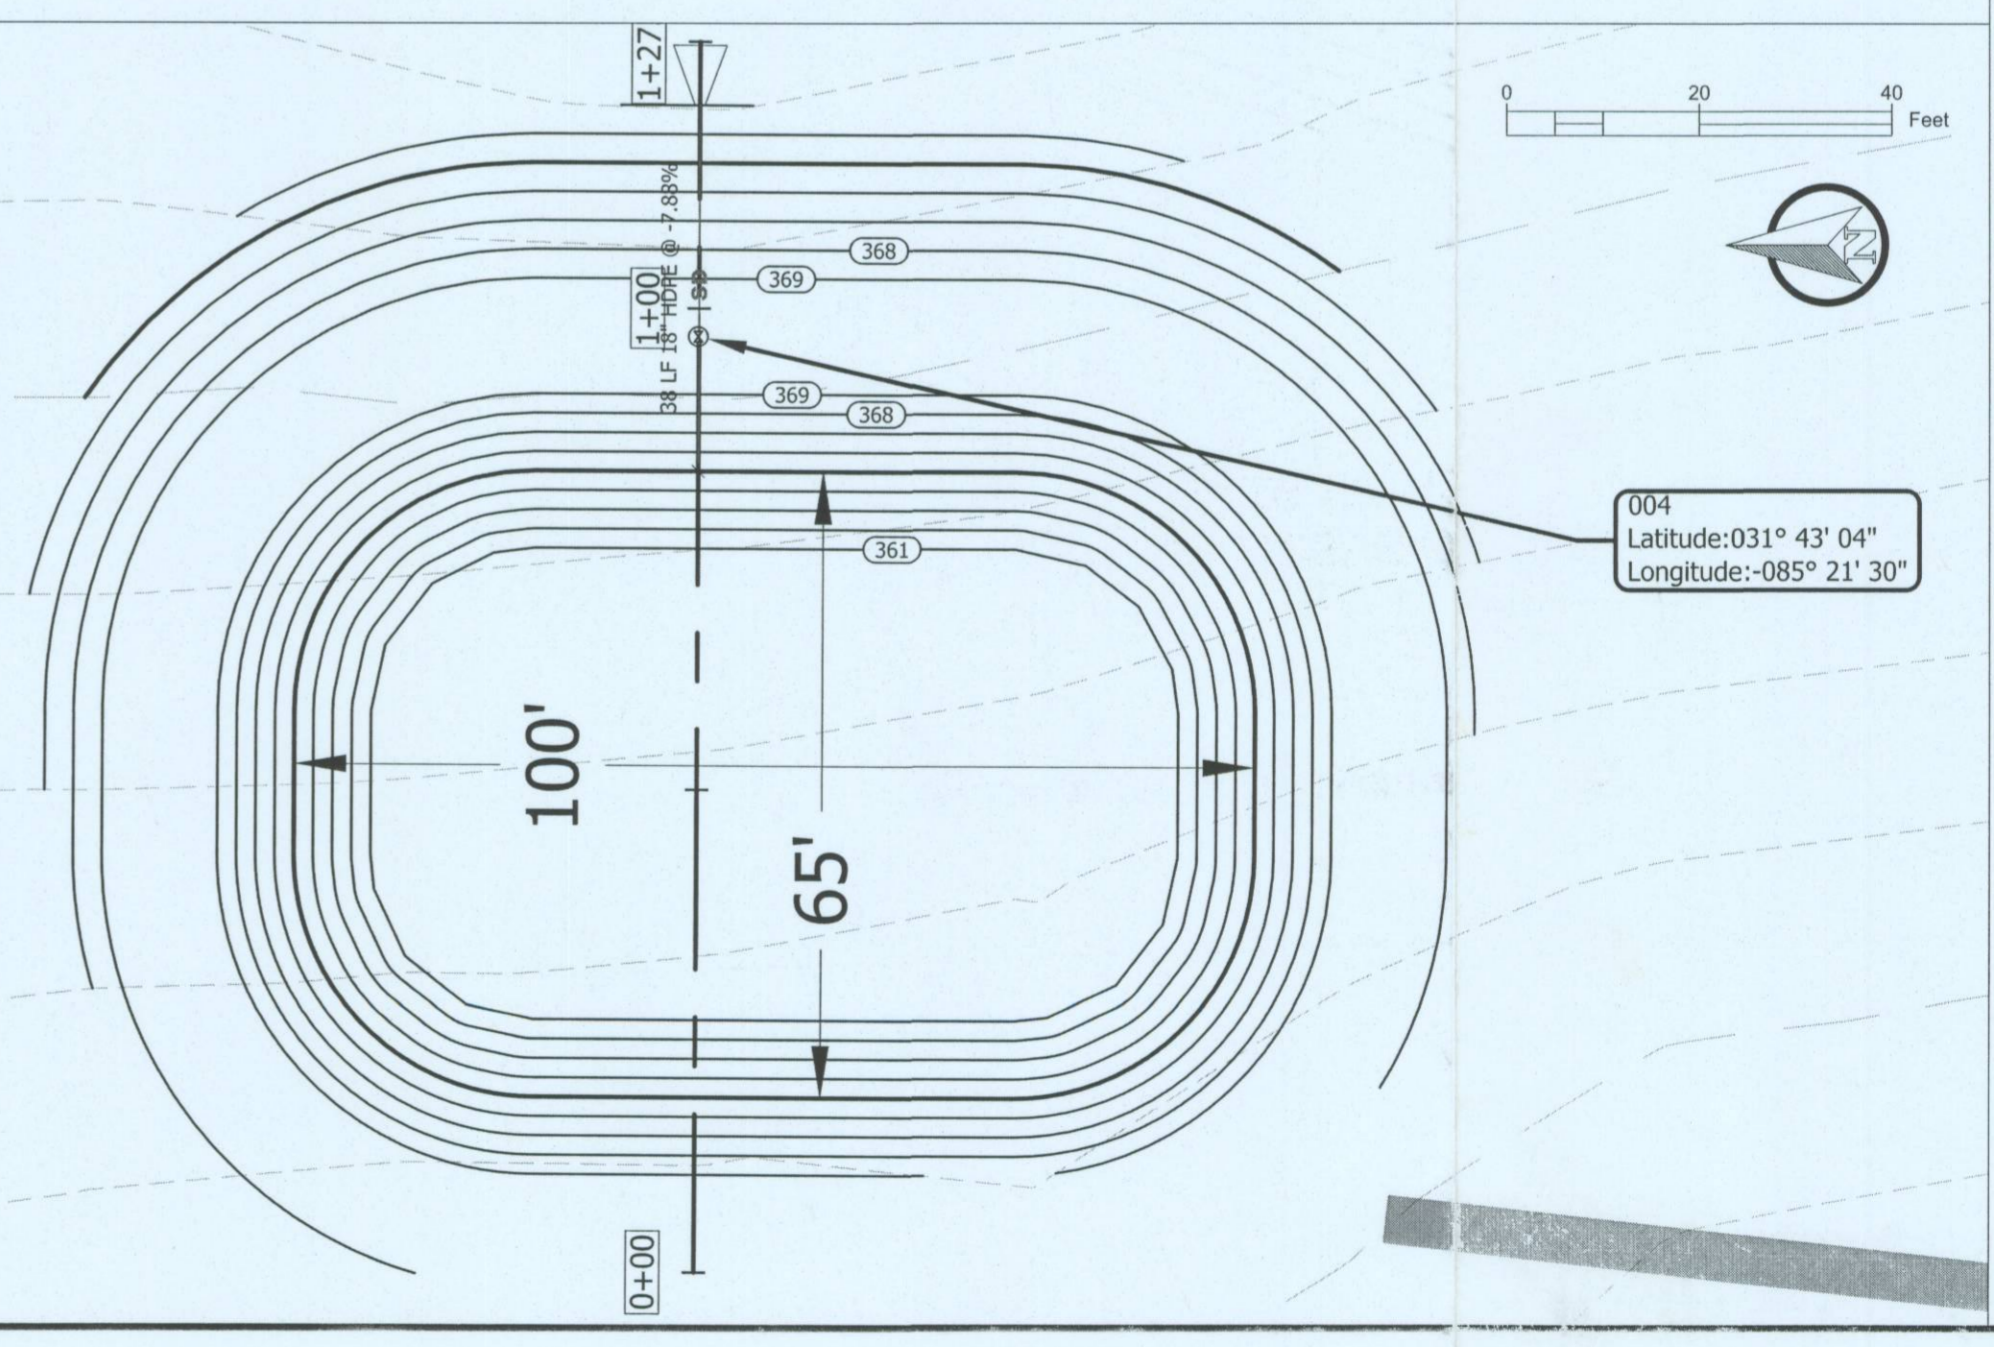 1+27
0 20 40
Feet
N
38 LF 18" HDPE @ -7.88%
368
369
1+00
SD
369
368
361
004
Latitude:031° 43' 04"
Longitude:-085° 21' 30"
100'
65'
0+00